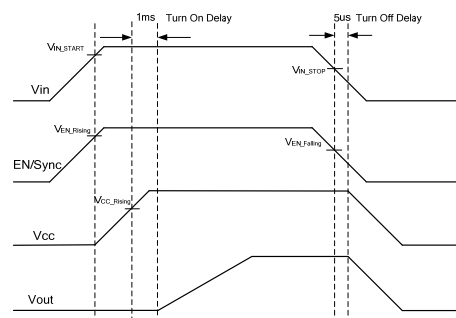 1ms Turn On Delay
5us Turn Off Delay
VIN_START
VIN_STOP
Vin
VEN_Rising
VEN_Falling
EN/Sync
VCC_Rising
Vcc
Vout